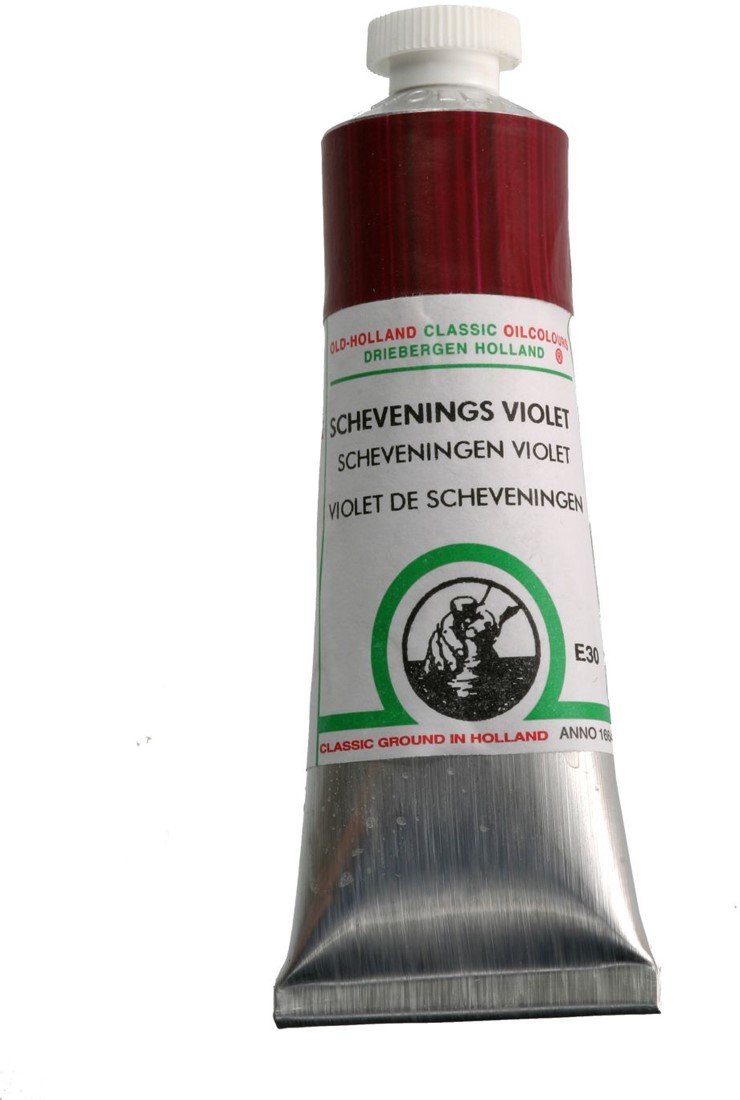 OLD-HOLLAND CLASSIC OILCOLOURS
DRIEBERGEN HOLLAND ®
SCHEVENINGS VIOLET
SCHEVENINGEN VIOLET
VIOLET DE SCHEVENINGEN
E30
CLASSIC GROUND IN HOLLAND ANNO 1664